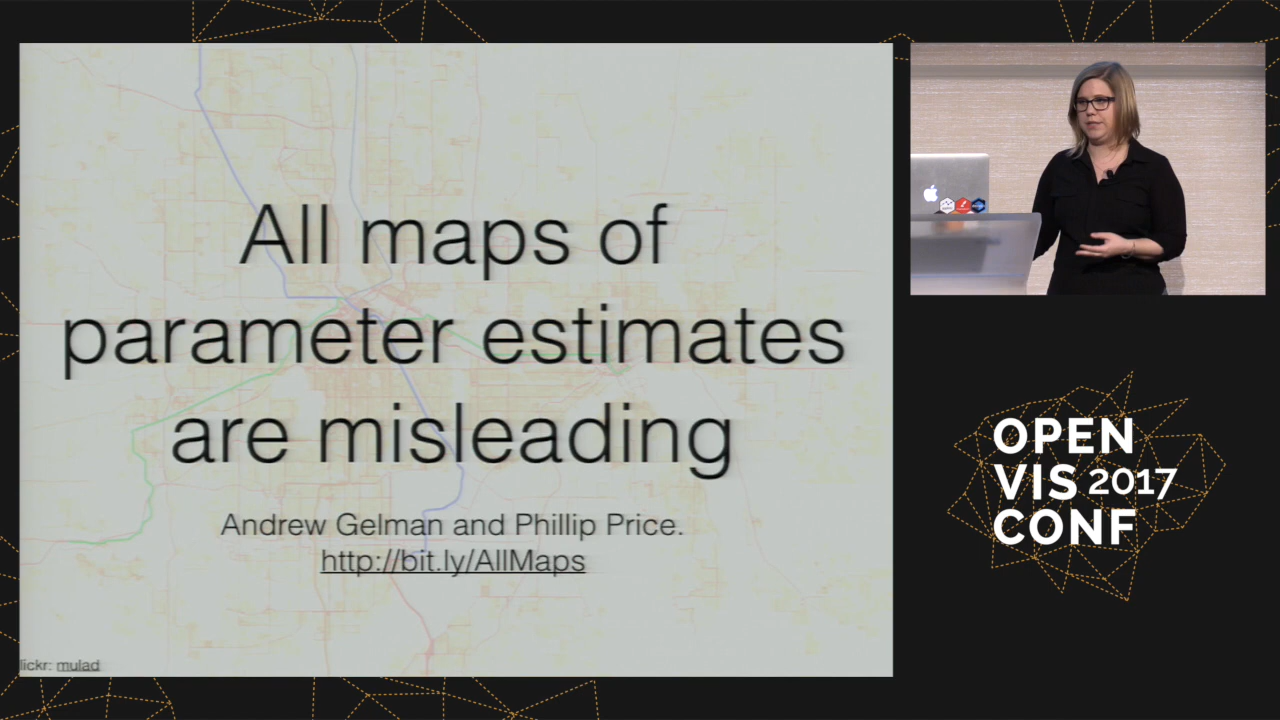 All maps of
parameter estimates
are misleading
Andrew Gelman and Phillip Price.
http://bit.ly/AllMaps
lickr: mulad
OPEN
VIS 2017
CONF